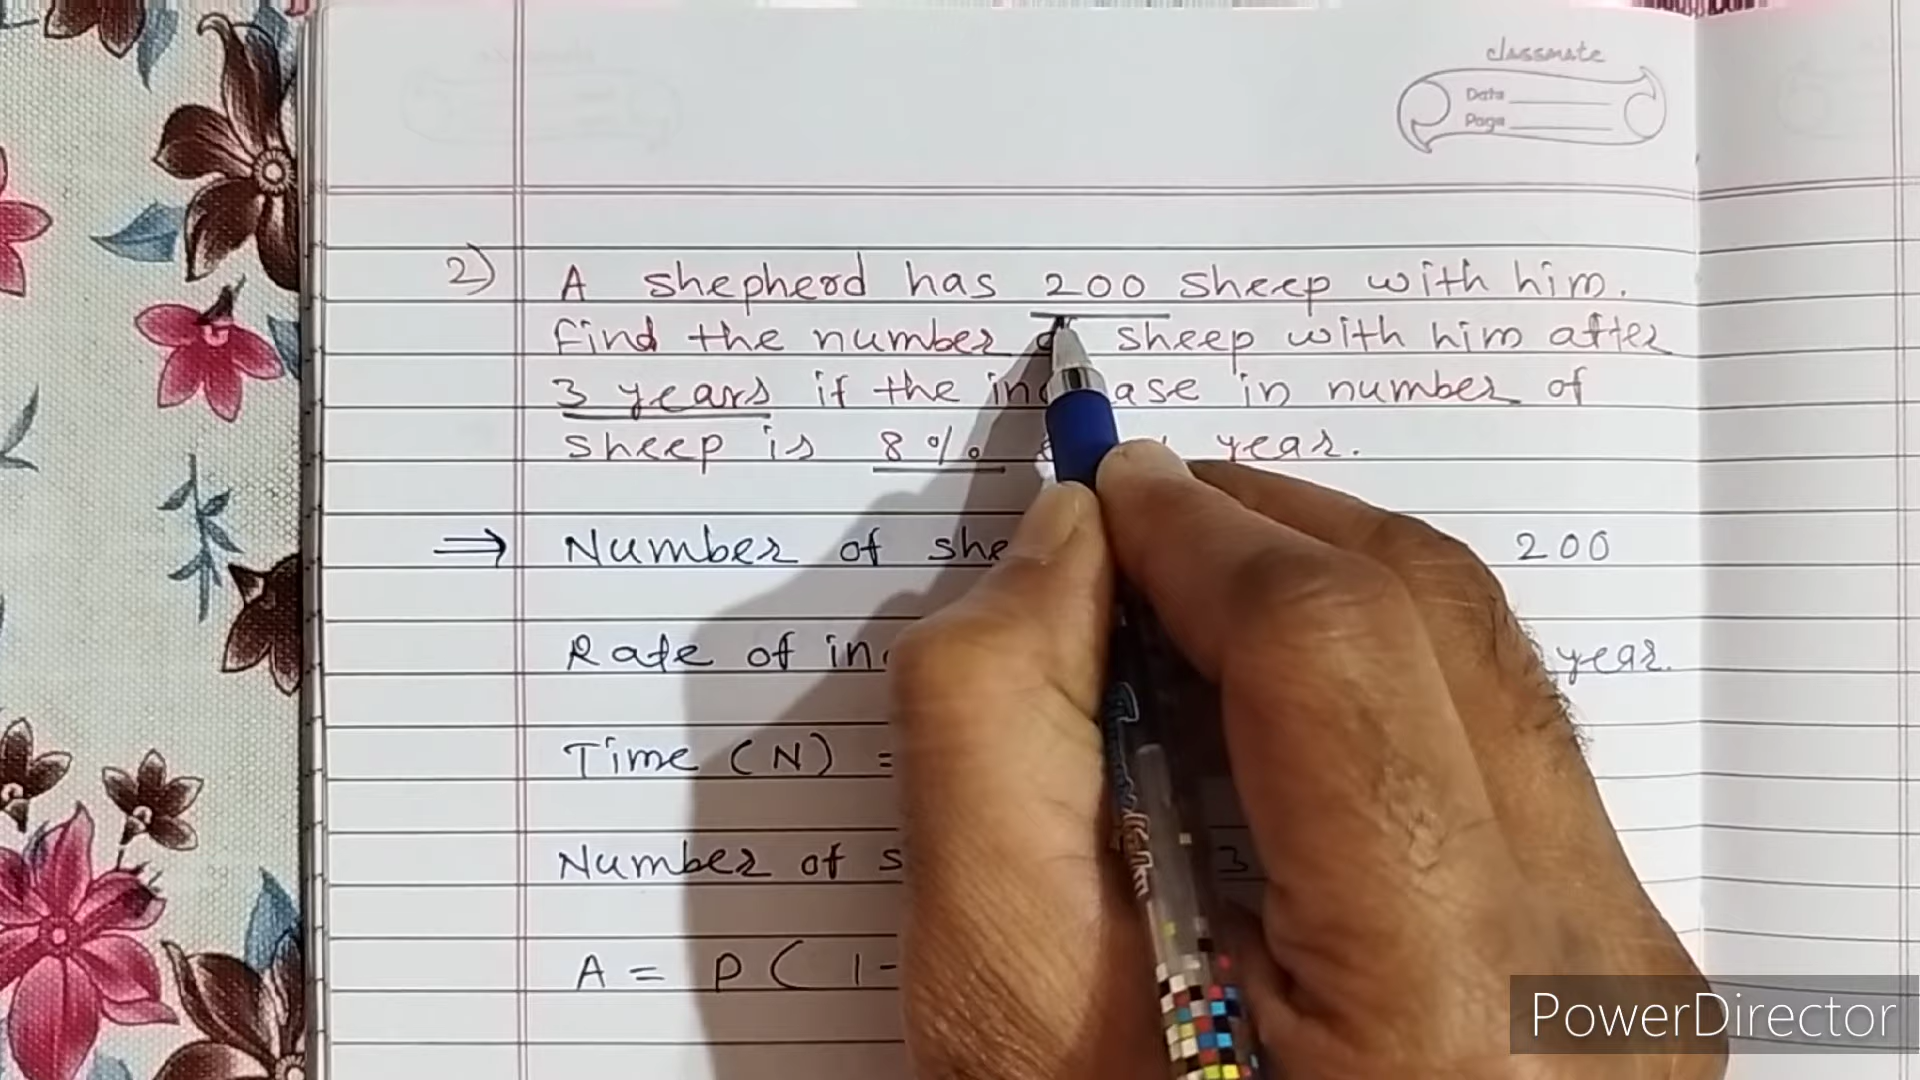 classmate
Date
Page
2) A shepherd has 200 sheep with him.
Find the number sheep with him after
3 years if the in ase in number of
sheep is 8% year.
⇒ Number of she 200
Rate of in year.
Time (N) =
Number of s 3
A = P ( 1
PowerDirector